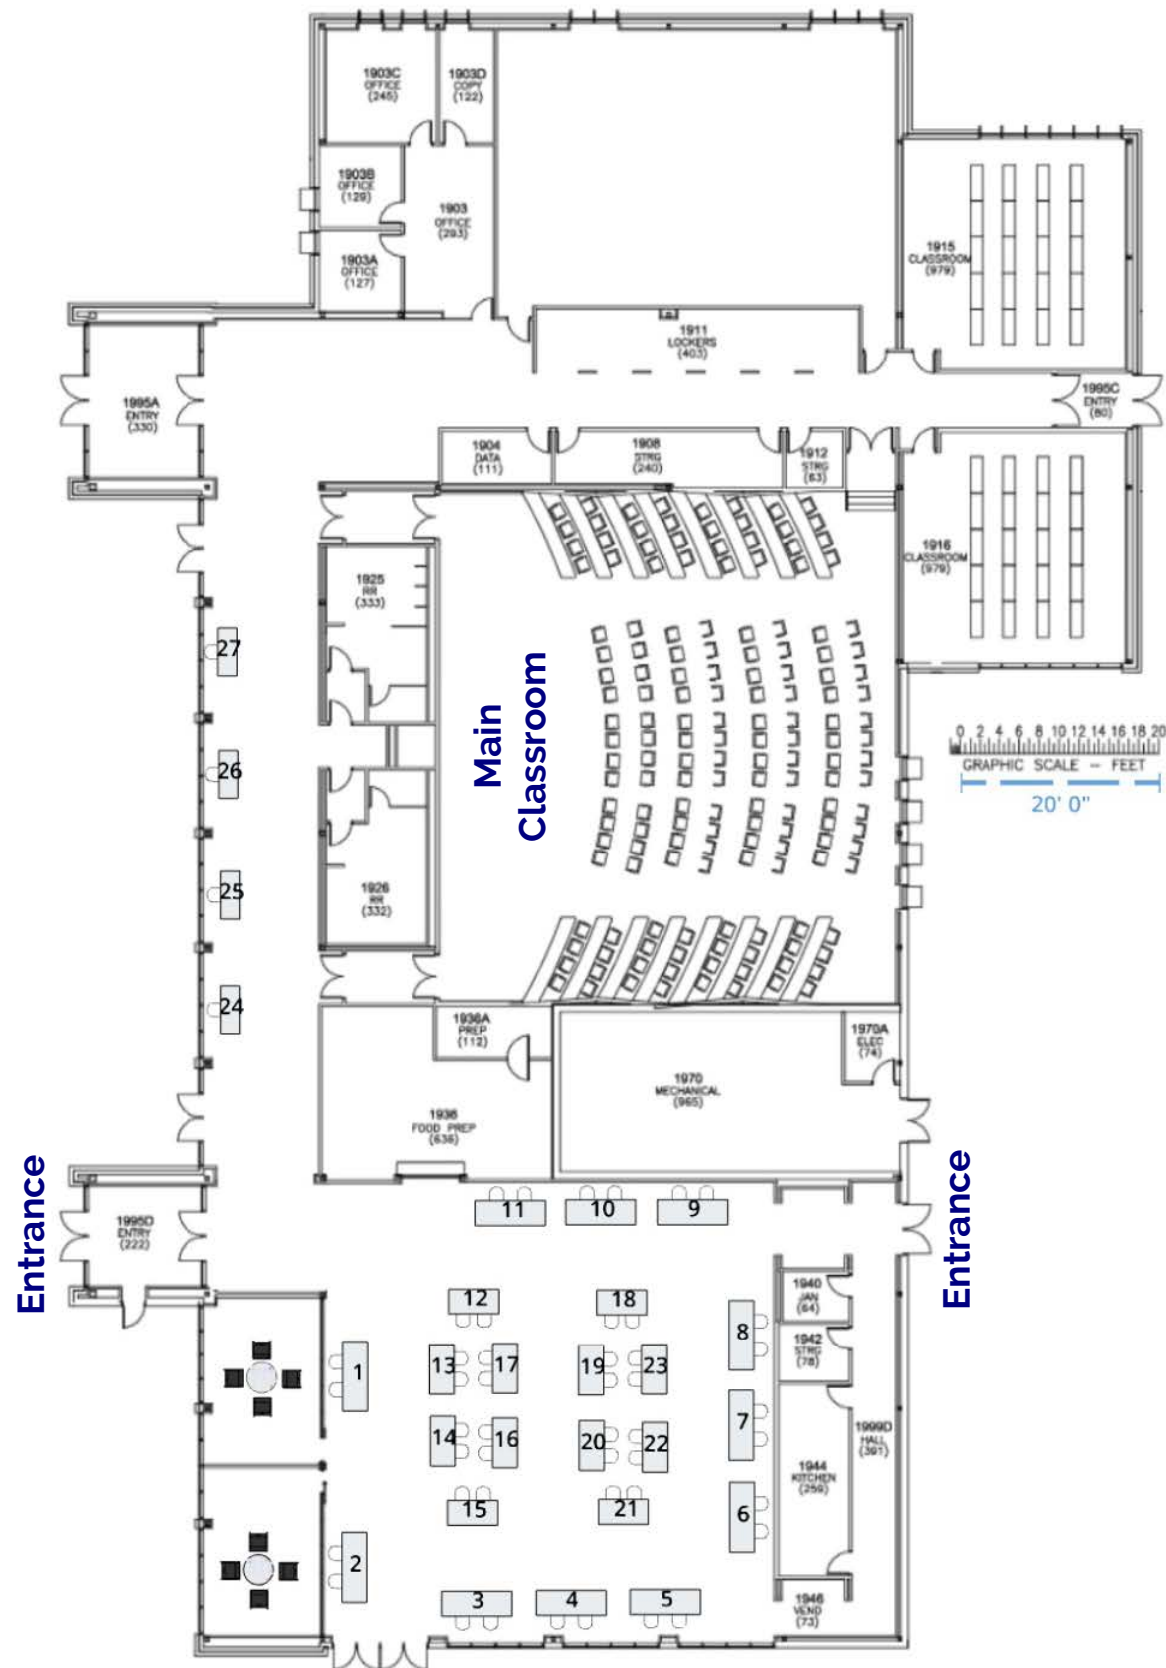 1903C
OFFICE
(245)
1903D
COPY
(122)
1903B
OFFICE
(129)
1903
OFFICE
(293)
1903A
OFFICE
(127)
1915
CLASSROOM
(979)
1911
LOCKERS
(403)
1995A
ENTRY
(330)
1995C
ENTRY
(80)
1904
DATA
(111)
1908
STRG
(240)
1912
STRG
(63)
1916
CLASSROOM
(979)
1925
RR
(333)
27
Main
Classroom
0 2 4 6 8 10 12 14 16 18 20
GRAPHIC SCALE - FEET
20' 0"
26
25
1926
RR
(332)
24
1936A
PREP
(112)
1970A
ELEC
(74)
1970
MECHANICAL
(965)
1936
FOOD PREP
(636)
Entrance
1995D
ENTRY
(222)
11
10
9
Entrance
12
18
1940
JAN
(64)
8
1942
STRG
(78)
1
13
17
19
23
7
14
16
20
22
1999D
HALL
(391)
1944
KITCHEN
(259)
15
21
6
2
3
4
5
1946
VEND
(73)